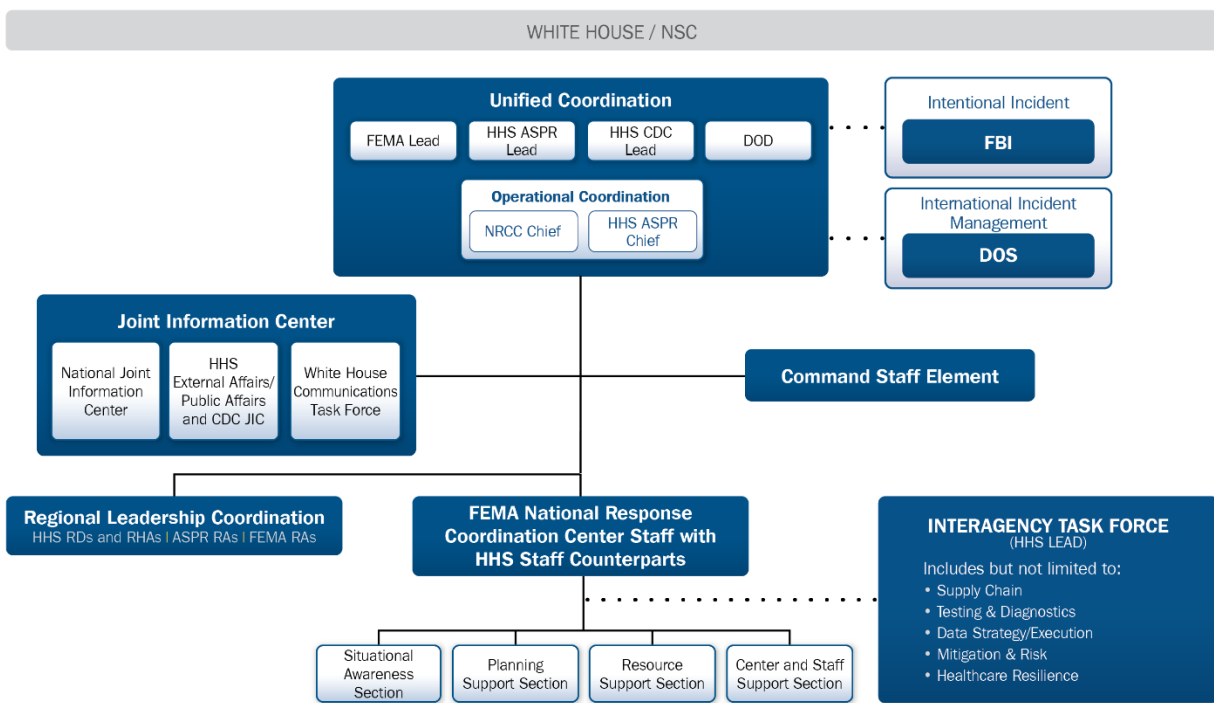 WHITE HOUSE / NSC
Unified Coordination
FEMA Lead
HHS ASPR
Lead
HHS CDC
Lead
DOD
Operational Coordination
NRCC Chief
HHS ASPR
Chief
Intentional Incident
FBI
International Incident
Management
DOS
Joint Information Center
National Joint
Information
Center
HHS
External Affairs/
Public Affairs
and CDC JIC
White House
Communications
Task Force
Command Staff Element
Regional Leadership Coordination
HHS RDs and RHAs | ASPR RAs | FEMA RAs
FEMA National Response
Coordination Center Staff with
HHS Staff Counterparts
INTERAGENCY TASK FORCE
(HHS LEAD)
Includes but not limited to:
• Supply Chain
• Testing & Diagnostics
• Data Strategy/Execution
• Mitigation & Risk
• Healthcare Resilience
Situational
Awareness
Section
Planning
Support Section
Resource
Support Section
Center and Staff
Support Section